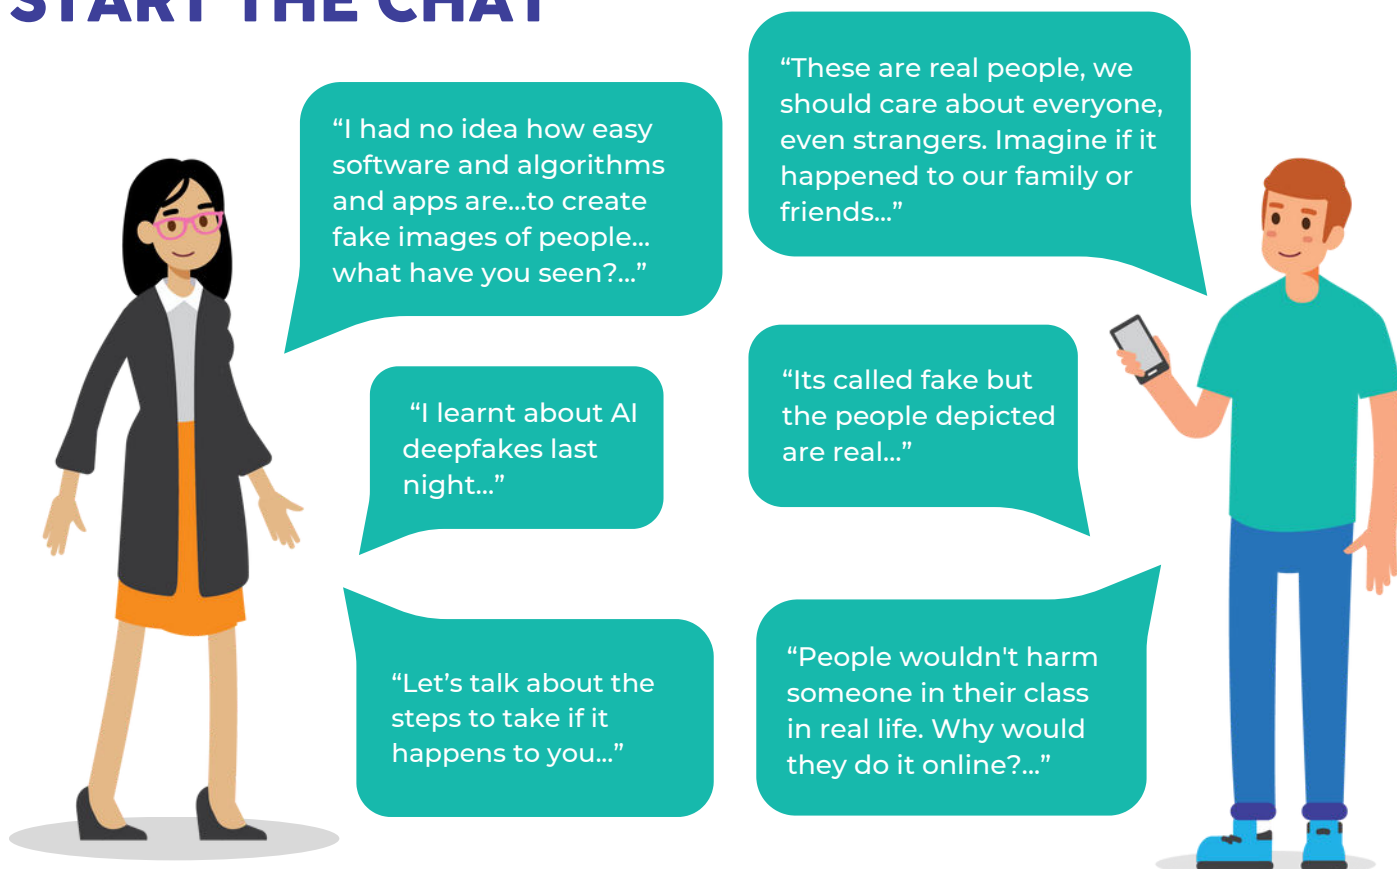 START THE CHAT
“I had no idea how easy
software and algorithms
and apps are...to create
fake images of people...
what have you seen?...”
“I learnt about AI
deepfakes last
night...”
“Let’s talk about the
steps to take if it
happens to you...”
“These are real people, we
should care about everyone,
even strangers. Imagine if it
happened to our family or
friends...”
“Its called fake but
the people depicted
are real...”
“People wouldn't harm
someone in their class
in real life. Why would
they do it online?...”